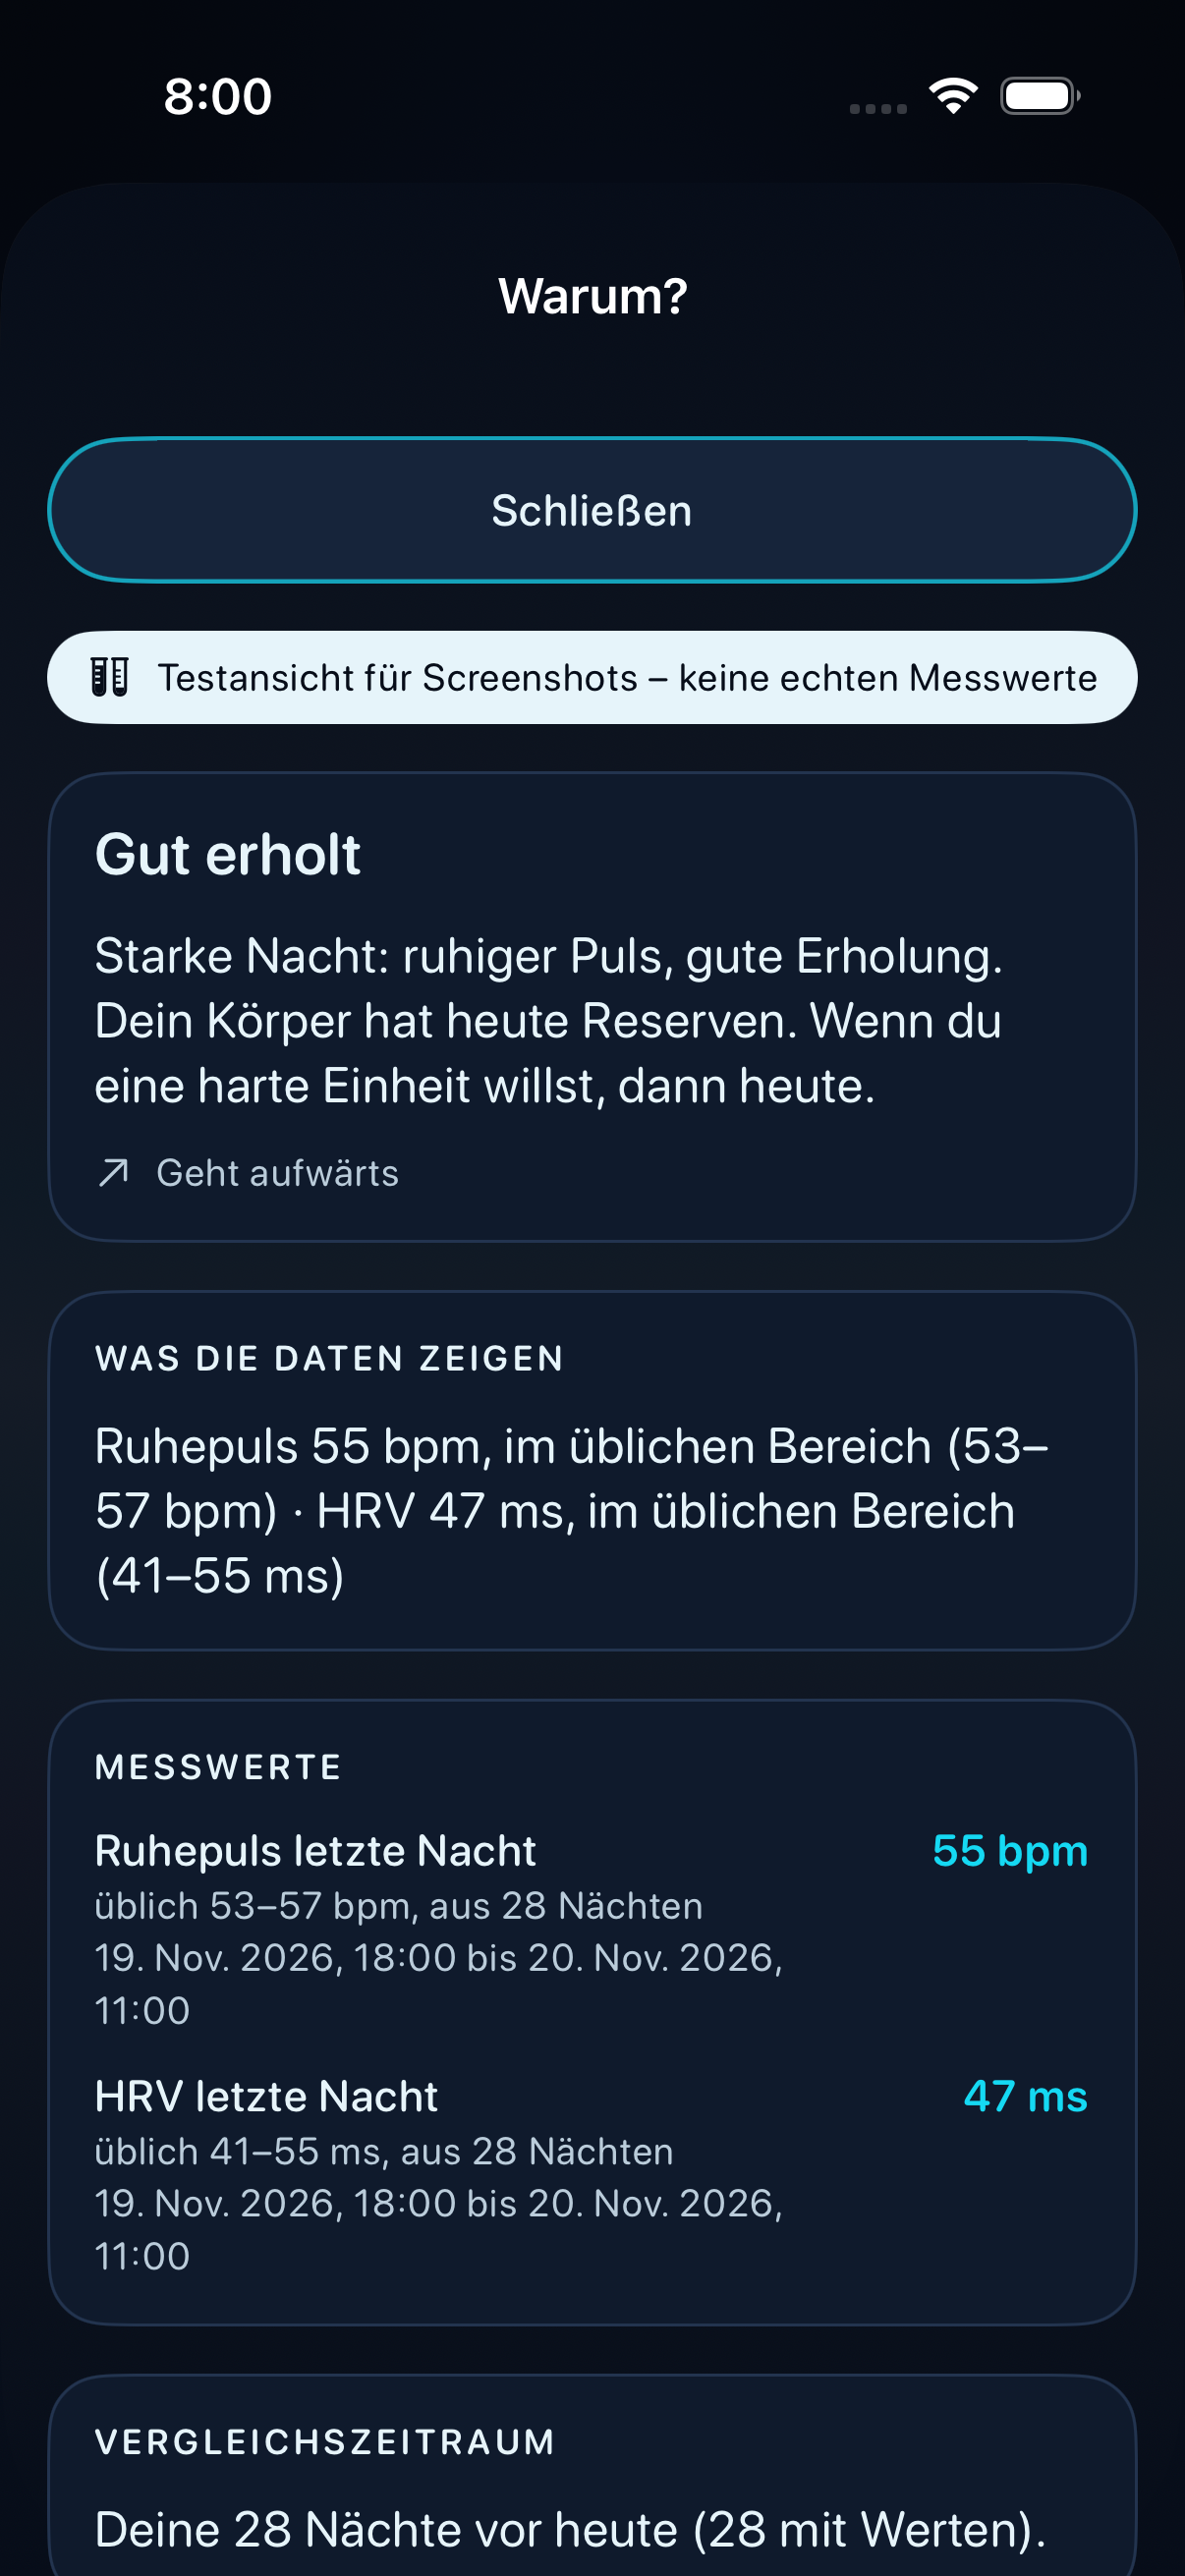 8:00
Warum?
Schließen
Testansicht für Screenshots – keine echten Messwerte
Gut erholt
Starke Nacht: ruhiger Puls, gute Erholung.
Dein Körper hat heute Reserven. Wenn du
eine harte Einheit willst, dann heute.
Geht aufwärts
WAS DIE DATEN ZEIGEN
Ruhepuls 55 bpm, im üblichen Bereich (53–
57 bpm) · HRV 47 ms, im üblichen Bereich
(41–55 ms)
MESSWERTE
Ruhepuls letzte Nacht 55 bpm
üblich 53–57 bpm, aus 28 Nächten
19. Nov. 2026, 18:00 bis 20. Nov. 2026,
11:00
HRV letzte Nacht 47 ms
üblich 41–55 ms, aus 28 Nächten
19. Nov. 2026, 18:00 bis 20. Nov. 2026,
11:00
VERGLEICHSZEITRAUM
Deine 28 Nächte vor heute (28 mit Werten).